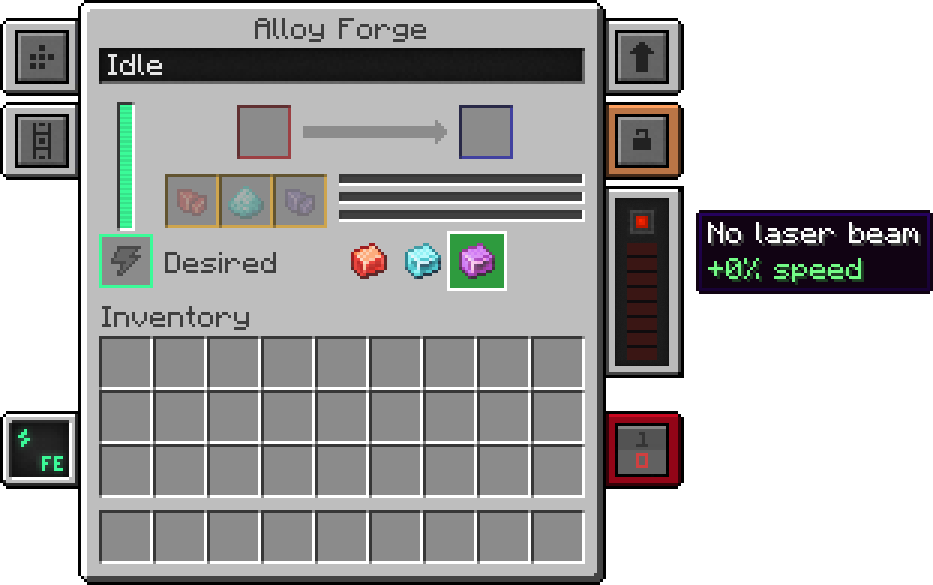 Alloy Forge
Idle
No laser beam
+0% speed
Desired
Inventory
FE
1
0